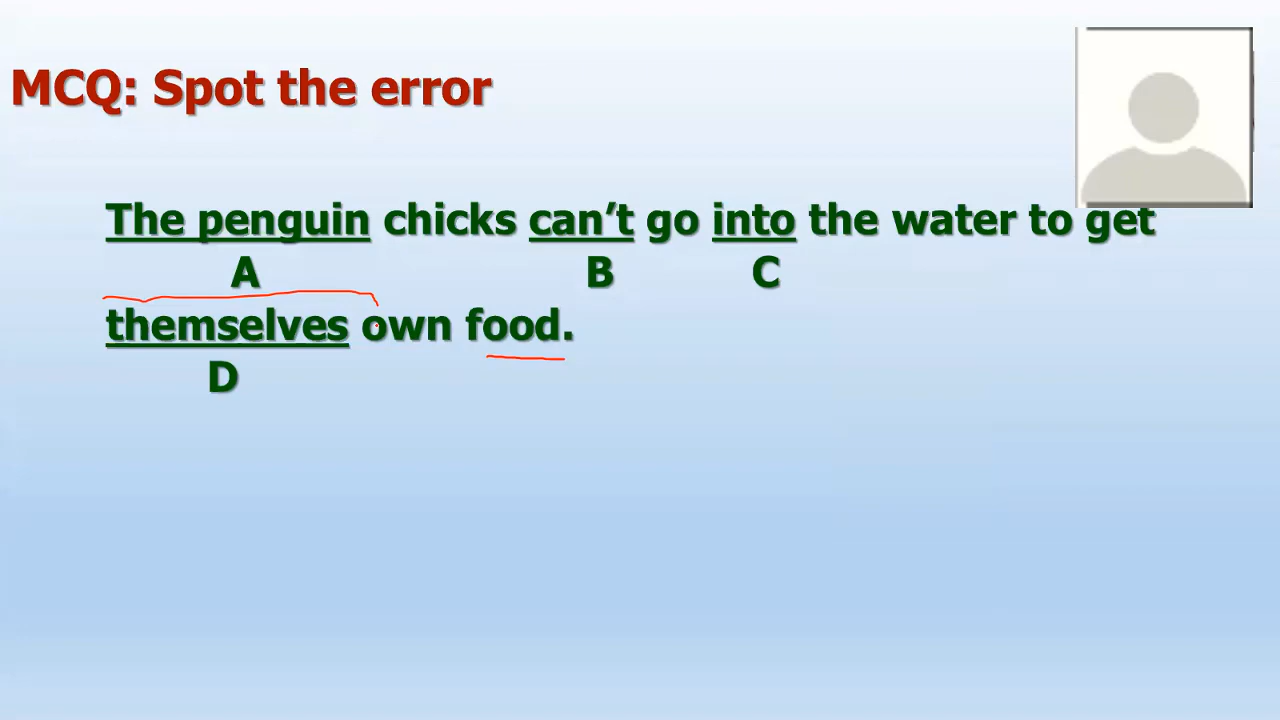 MCQ: Spot the error
The penguin chicks can’t go into the water to get
A B C
themselves own food.
D